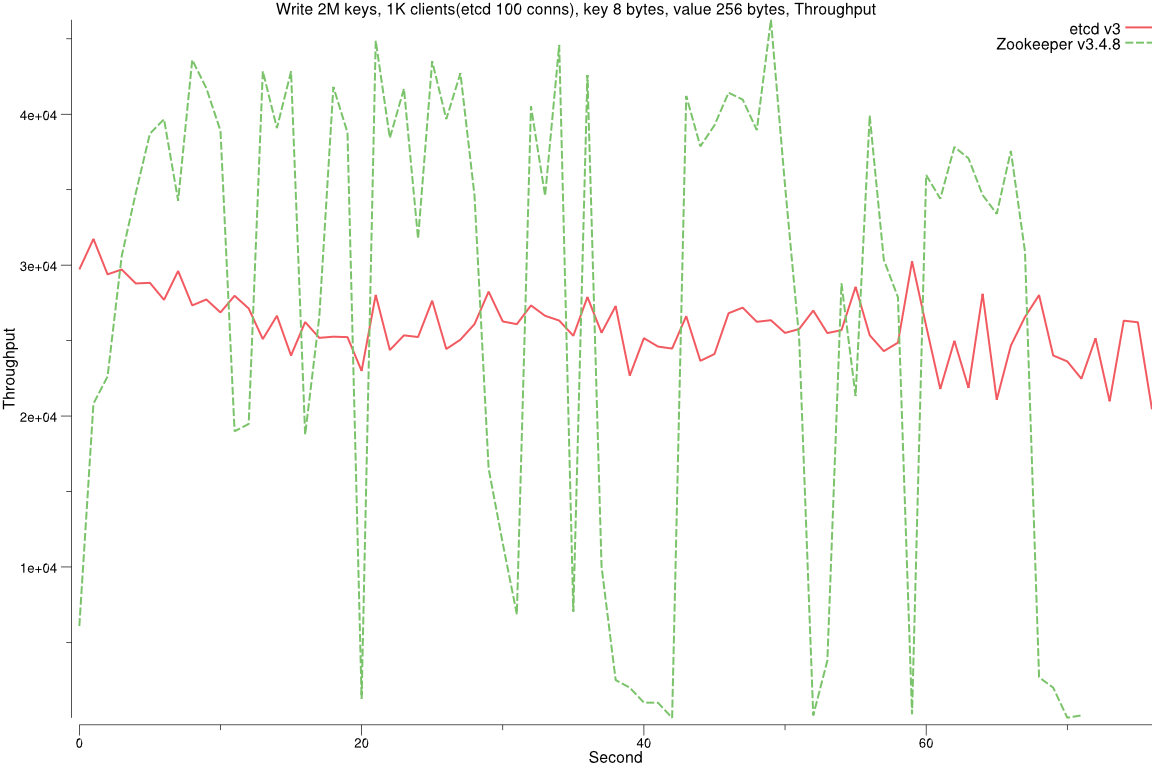 Write 2M keys, 1K clients(etcd 100 conns), key 8 bytes, value 256 bytes, Throughput
etcd v3
Zookeeper v3.4.8
4e+04
3e+04
2e+04
1e+04
Throughput
0 20 40 60
Second